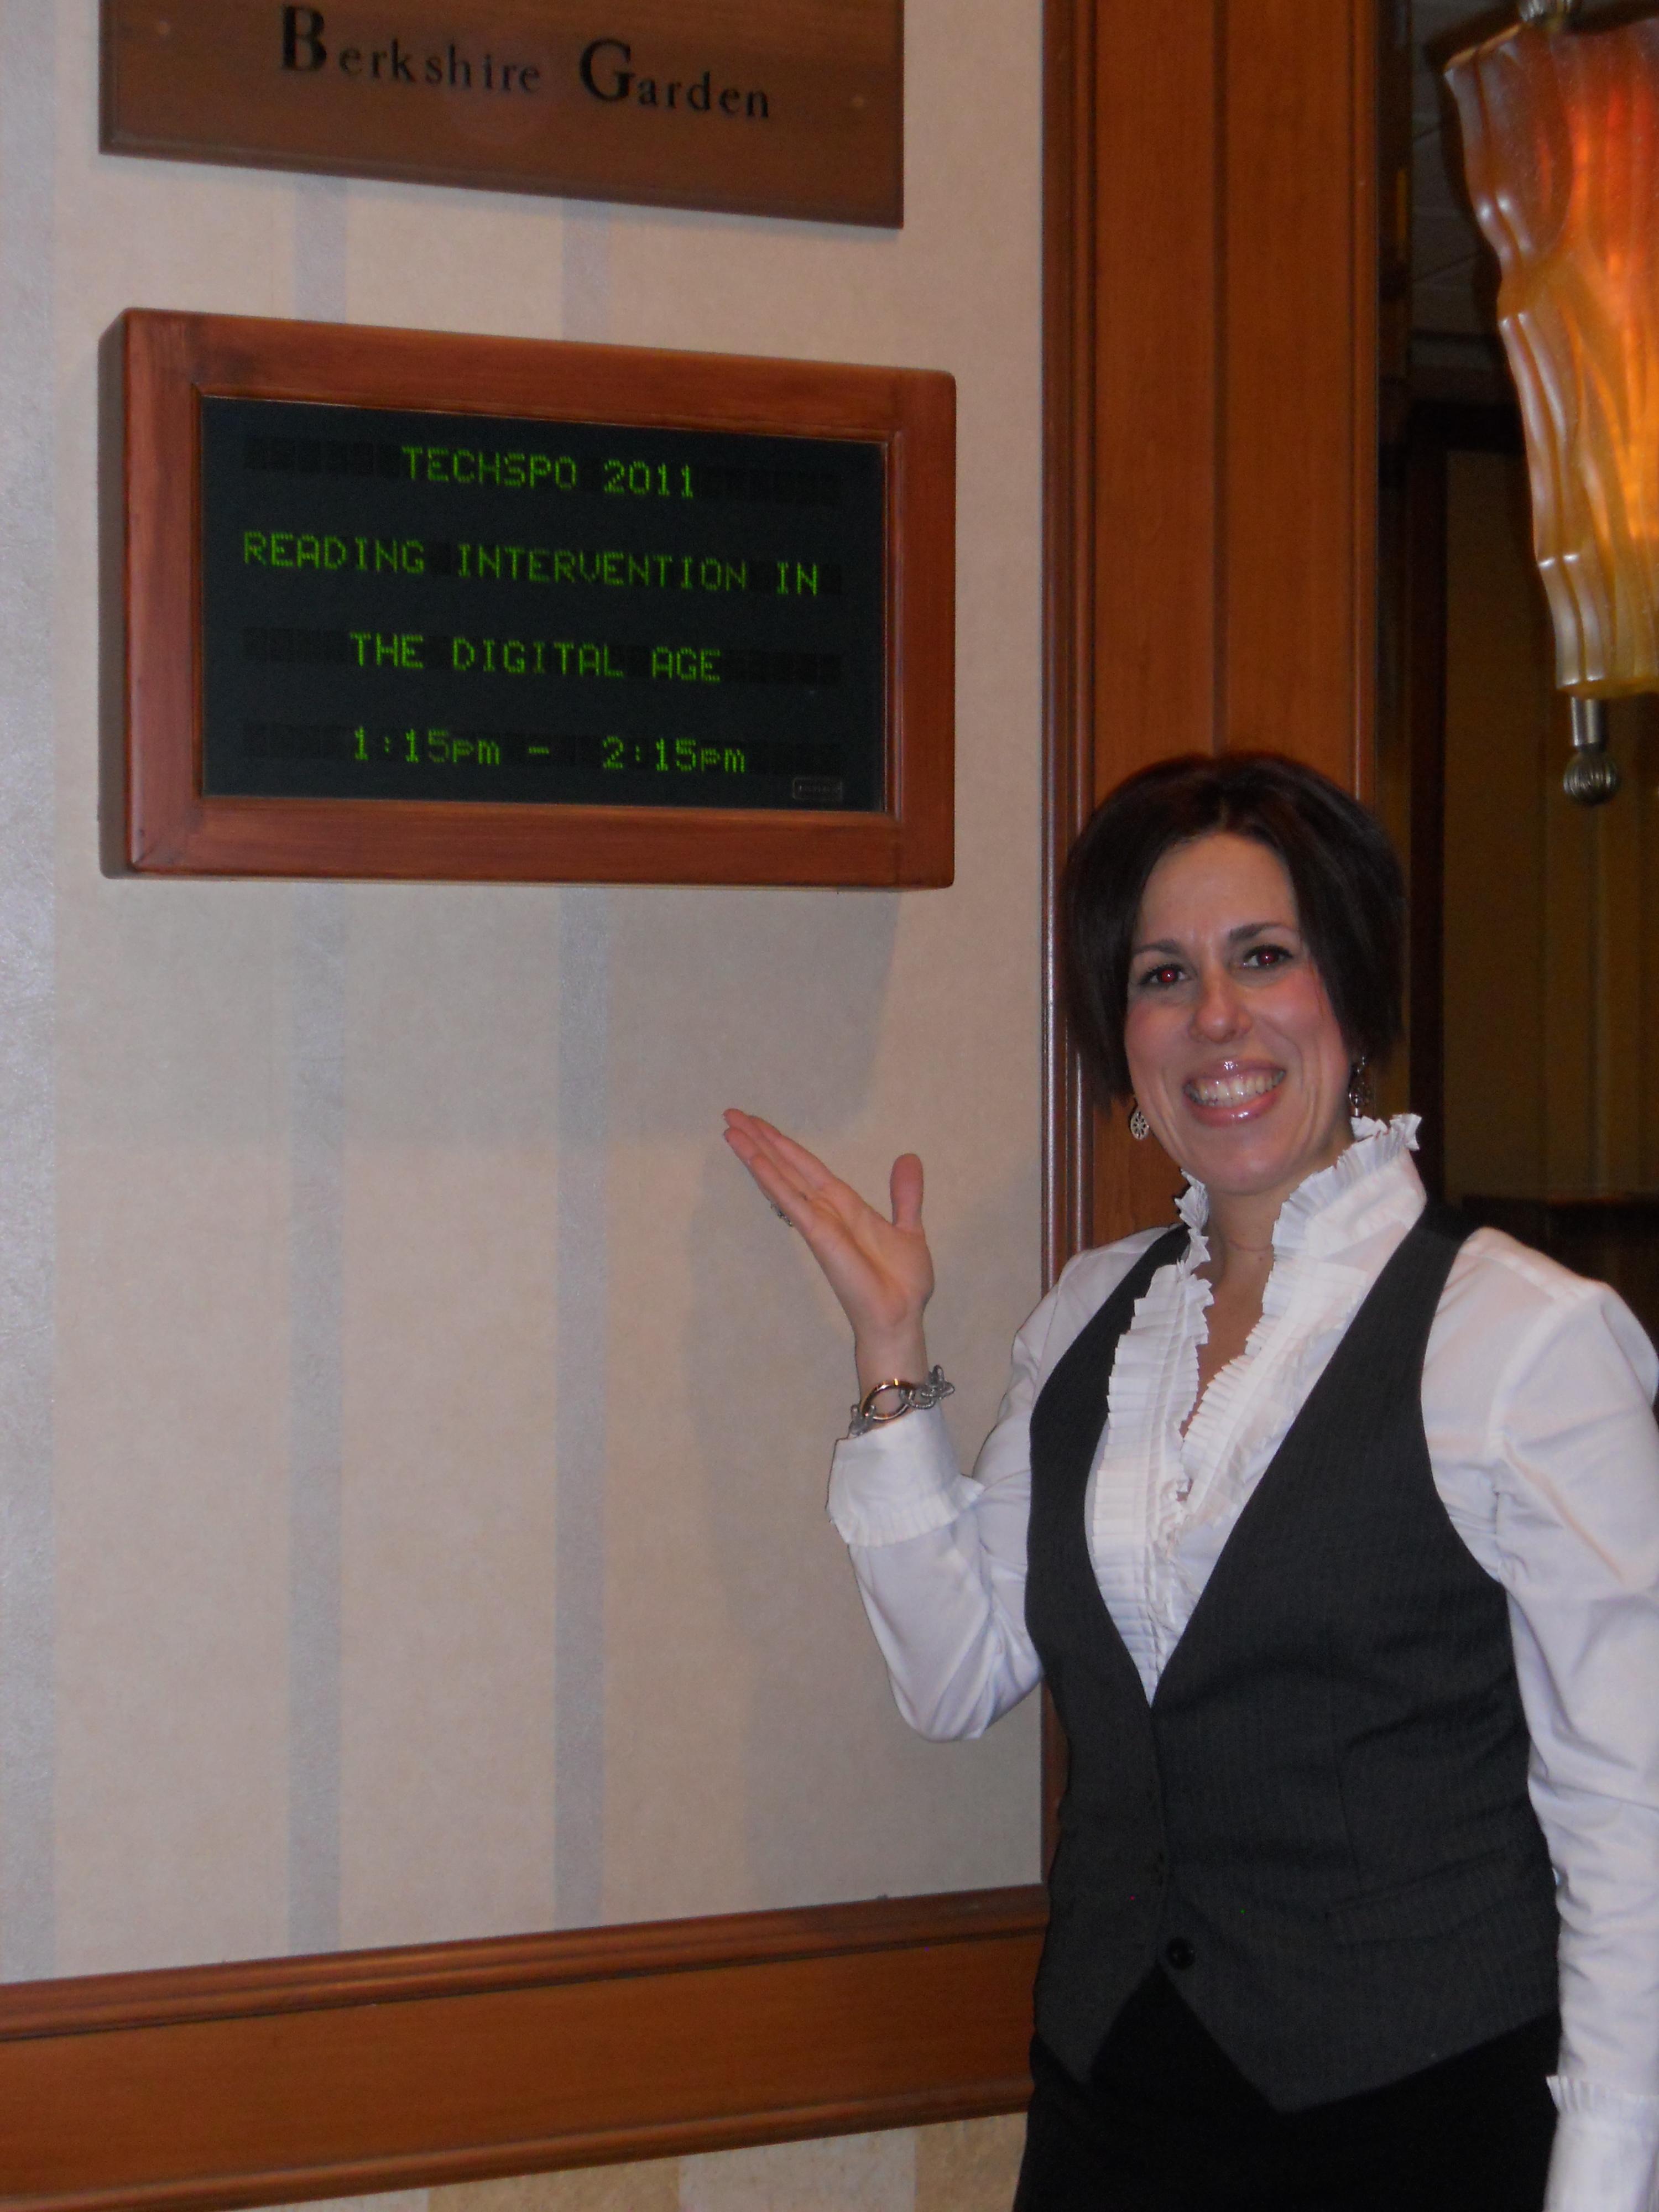 Berkshire Garden
TECHSPO 2011
READING INTERVENTION IN
THE DIGITAL AGE
1:15pm - 2:15pm